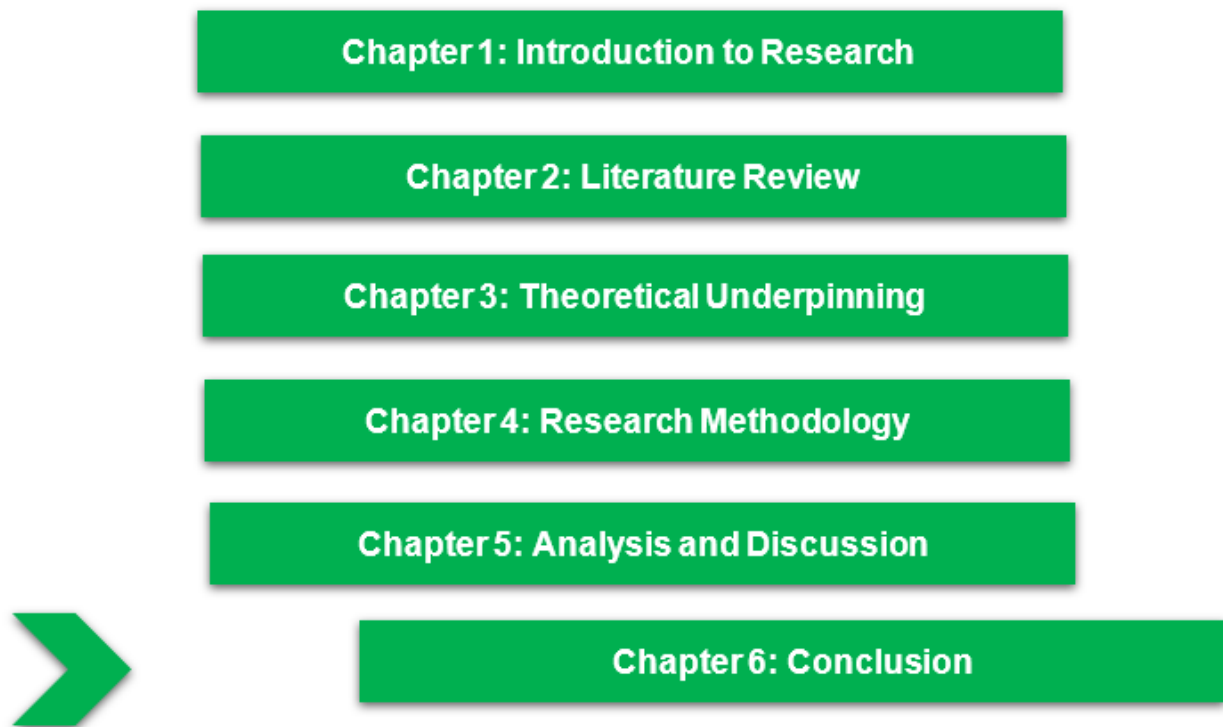 Chapter 1: Introduction to Research
Chapter 2: Literature Review
Chapter 3: Theoretical Underpinning
Chapter 4: Research Methodology
Chapter 5: Analysis and Discussion
Chapter 6: Conclusion